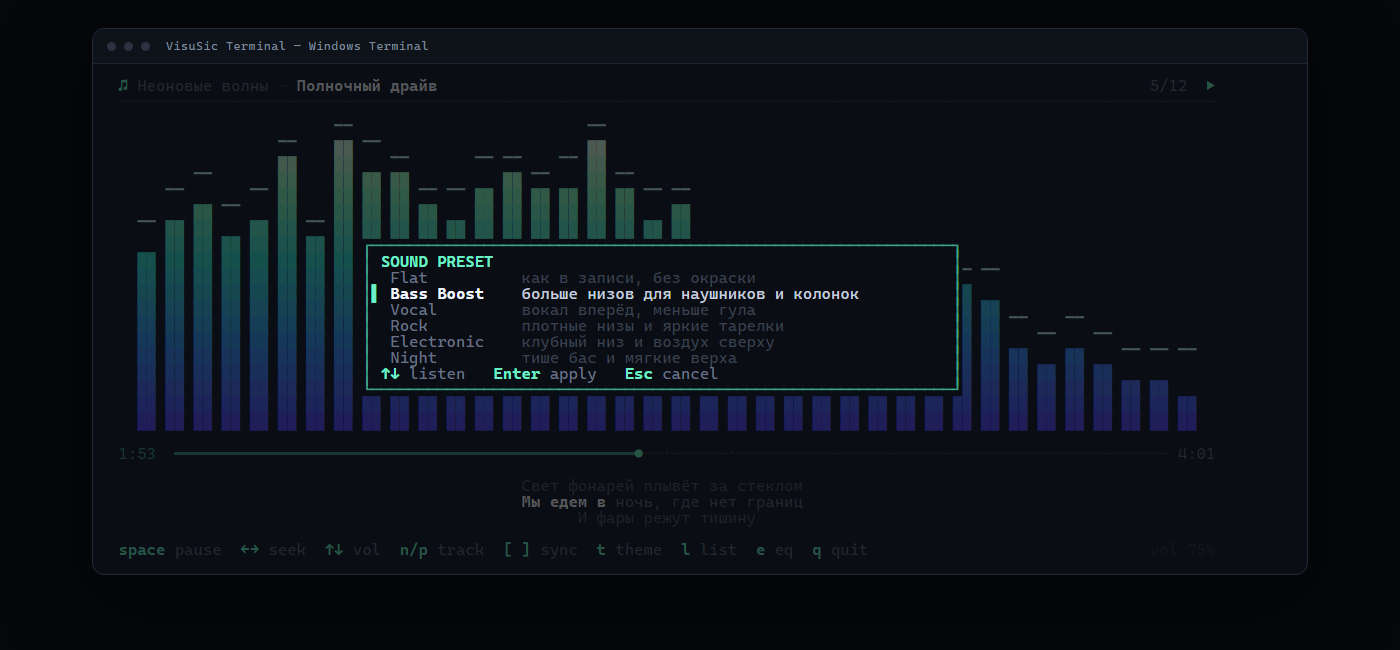 VisuSic Terminal — Windows Terminal
♫ Неоновые волны — Полночный драйв 5/12 ▶
SOUND PRESET
Flat как в записи, без окраски
Bass Boost больше низов для наушников и колонок
Vocal вокал вперёд, меньше гула
Rock плотные низы и яркие тарелки
Electronic клубный низ и воздух сверху
Night тише бас и мягкие верха
↑↓ listen Enter apply Esc cancel
1:53 4:01
Свет фонарей плывёт за стеклом
Мы едем в ночь, где нет границ
И фары режут тишину
space pause ←→ seek ↑↓ vol n/p track [ ] sync t theme l list e eq q quit vol 75%